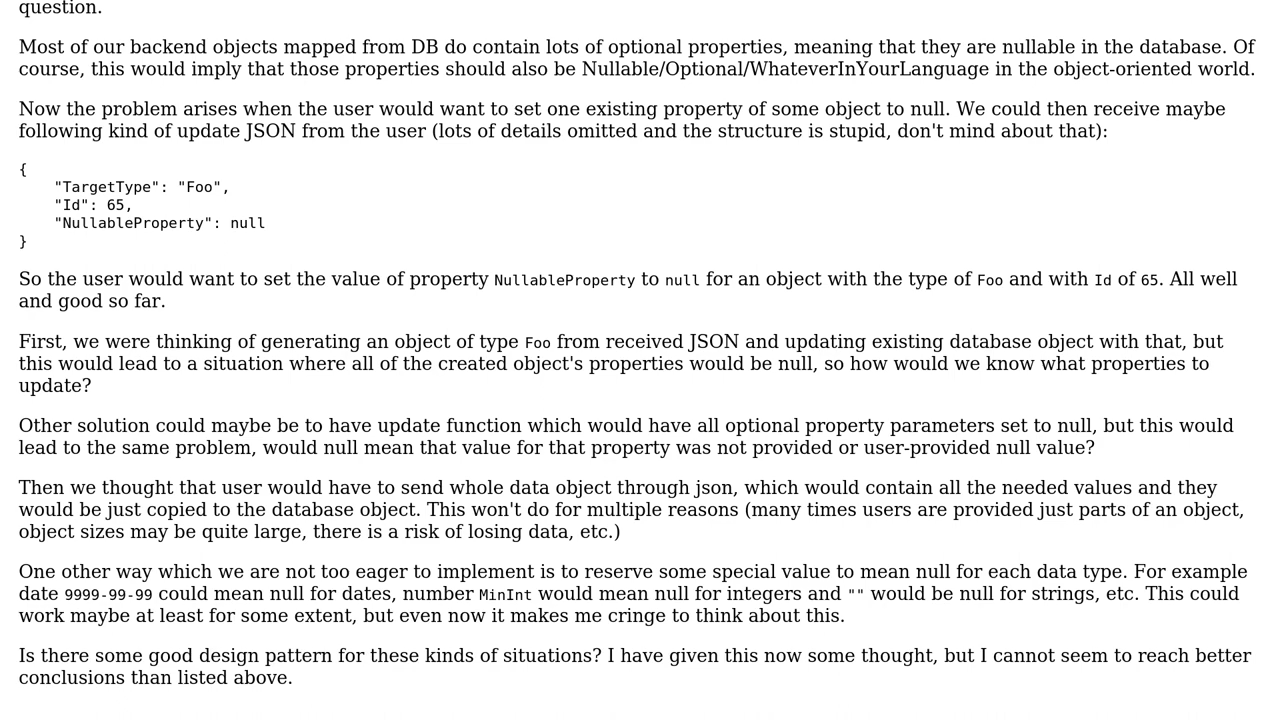 question.
Most of our backend objects mapped from DB do contain lots of optional properties, meaning that they are nullable in the database. Of
course, this would imply that those properties should also be Nullable/Optional/WhateverInYourLanguage in the object-oriented world.
Now the problem arises when the user would want to set one existing property of some object to null. We could then receive maybe
following kind of update JSON from the user (lots of details omitted and the structure is stupid, don't mind about that):
{
    "TargetType": "Foo",
    "Id": 65,
    "NullableProperty": null
}
So the user would want to set the value of property NullableProperty to null for an object with the type of Foo and with Id of 65. All well
and good so far.
First, we were thinking of generating an object of type Foo from received JSON and updating existing database object with that, but
this would lead to a situation where all of the created object's properties would be null, so how would we know what properties to
update?
Other solution could maybe be to have update function which would have all optional property parameters set to null, but this would
lead to the same problem, would null mean that value for that property was not provided or user-provided null value?
Then we thought that user would have to send whole data object through json, which would contain all the needed values and they
would be just copied to the database object. This won't do for multiple reasons (many times users are provided just parts of an object,
object sizes may be quite large, there is a risk of losing data, etc.)
One other way which we are not too eager to implement is to reserve some special value to mean null for each data type. For example
date 9999-99-99 could mean null for dates, number MinInt would mean null for integers and "" would be null for strings, etc. This could
work maybe at least for some extent, but even now it makes me cringe to think about this.
Is there some good design pattern for these kinds of situations? I have given this now some thought, but I cannot seem to reach better
conclusions than listed above.